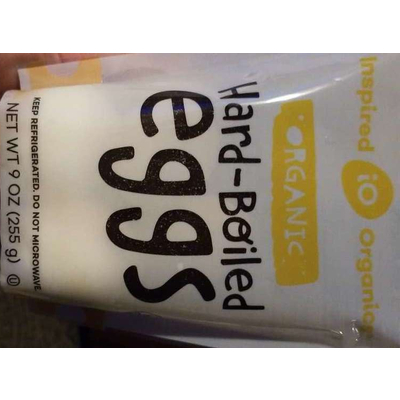 Inspired iO Organics
ORGANIC
Hard-Boiled
eggs
KEEP REFRIGERATED. DO NOT MICROWAVE
NET WT 9 OZ (255 g) U